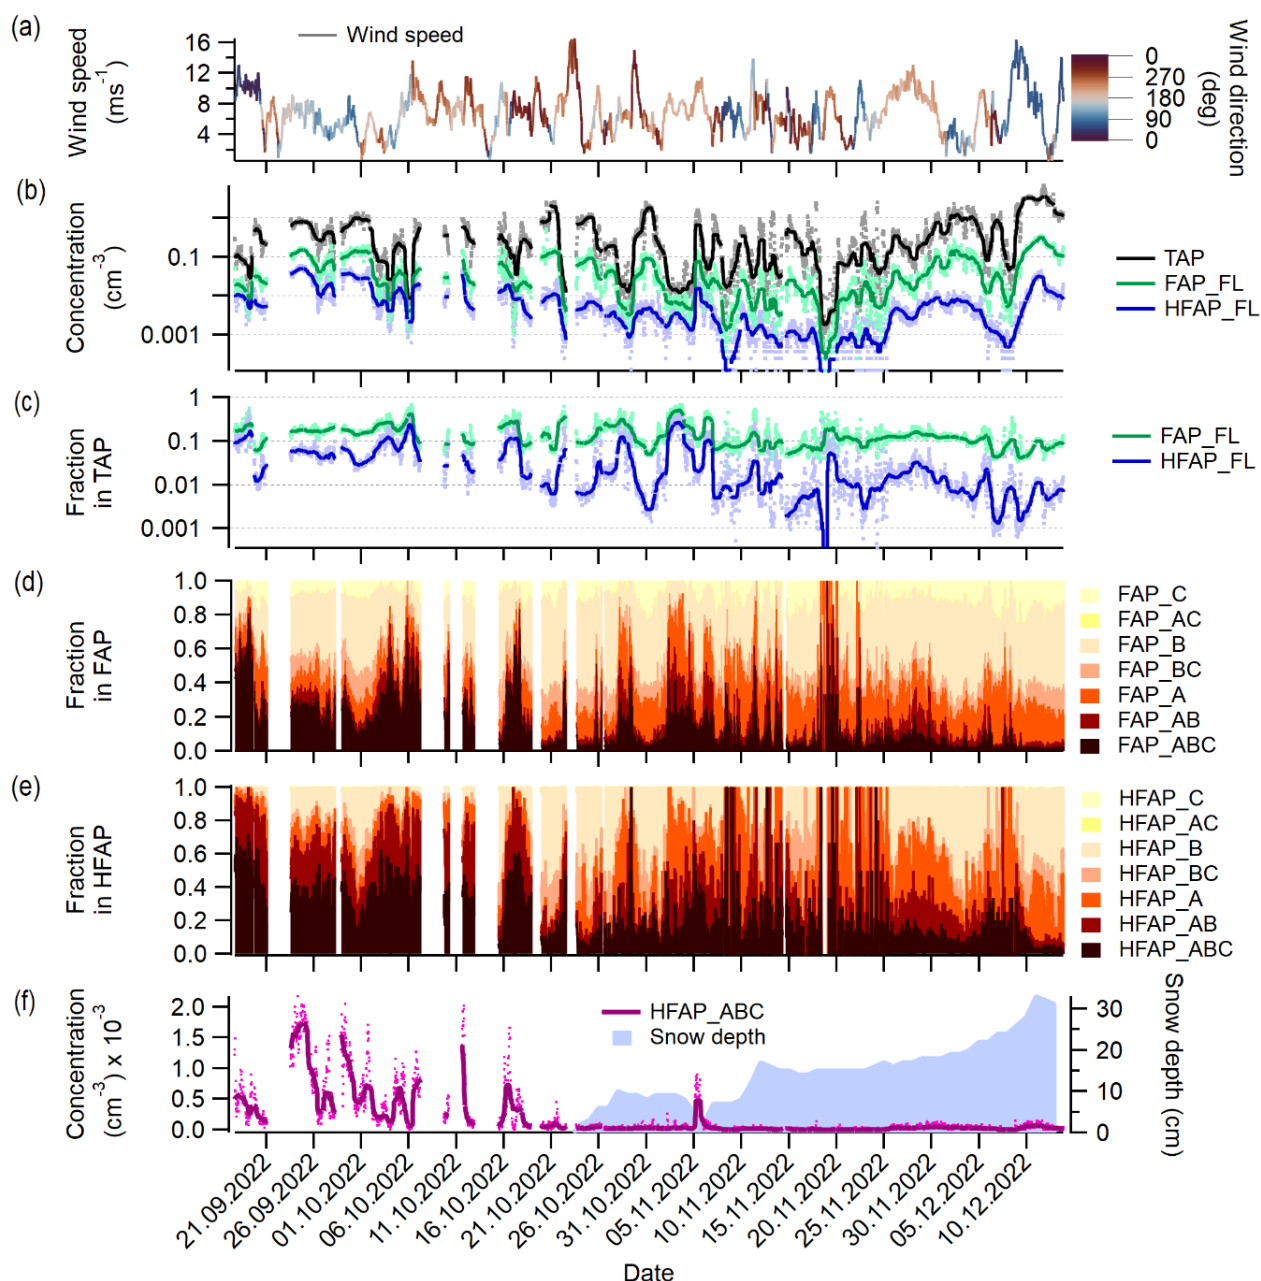 (a)
Wind speed
(ms⁻¹)
16
12
8
4
Wind speed
0
270
180
90
0
Wind direction
(deg)
(b)
Concentration
(cm⁻³)
0.1
0.001
TAP
FAP_FL
HFAP_FL
(c)
Fraction
in TAP
1
0.1
0.01
0.001
FAP_FL
HFAP_FL
(d)
Fraction
in FAP
1.0
0.8
0.6
0.4
0.2
0.0
FAP_C
FAP_AC
FAP_B
FAP_BC
FAP_A
FAP_AB
FAP_ABC
(e)
Fraction
in HFAP
1.0
0.8
0.6
0.4
0.2
0.0
HFAP_C
HFAP_AC
HFAP_B
HFAP_BC
HFAP_A
HFAP_AB
HFAP_ABC
(f)
Concentration
(cm⁻³) x 10⁻³
2.0
1.5
1.0
0.5
0.0
HFAP_ABC
Snow depth
30
20
10
0
Snow depth (cm)
21.09.2022
26.09.2022
01.10.2022
06.10.2022
11.10.2022
16.10.2022
21.10.2022
26.10.2022
31.10.2022
05.11.2022
10.11.2022
15.11.2022
20.11.2022
25.11.2022
30.11.2022
05.12.2022
10.12.2022
Date